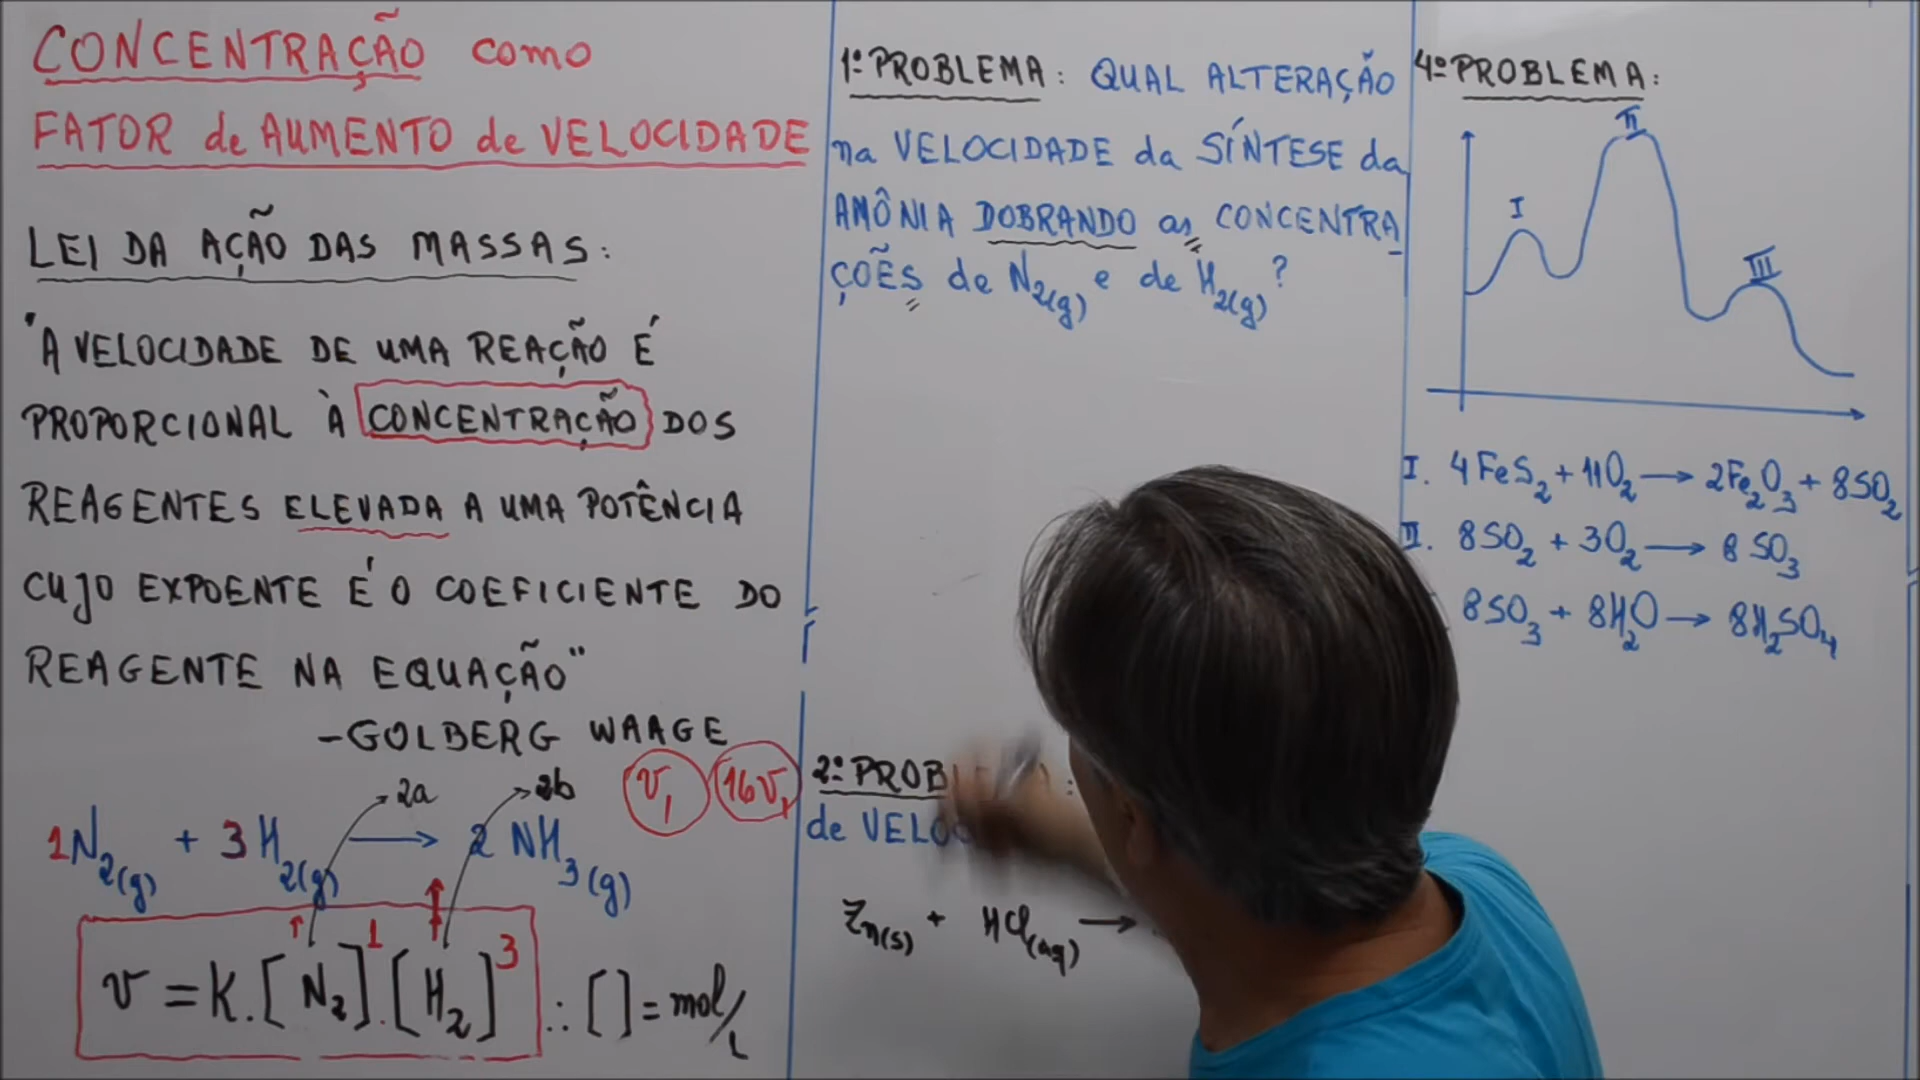 CONCENTRAÇÃO como
FATOR de AUMENTO de VELOCIDADE
LEI DA AÇÃO DAS MASSAS:
"A VELOCIDADE DE UMA REAÇÃO É
PROPORCIONAL À CONCENTRAÇÃO DOS
REAGENTES ELEVADA A UMA POTÊNCIA
CUJO EXPOENTE É O COEFICIENTE DO
REAGENTE NA EQUAÇÃO"
-GOLBERG WAAGE
2a 2b v₁ 16v₁
1N₂(g) + 3H₂(g) → 2NH₃(g)
v = K.[N₂]¹.[H₂]³ ∴ [ ] = mol/L
1º PROBLEMA: QUAL ALTERAÇÃO
na VELOCIDADE da SÍNTESE da
AMÔNIA DOBRANDO as CONCENTRA
ÇÕES de N₂(g) e de H₂(g)?
2º PROB
de VELOC
Zn(s) + HCl(aq) →
4º PROBLEMA:
II
I
III
I. 4FeS₂ + 11O₂ → 2Fe₂O₃ + 8SO₂
II. 8SO₂ + 3O₂ → 8SO₃
8SO₃ + 8H₂O → 8H₂SO₄